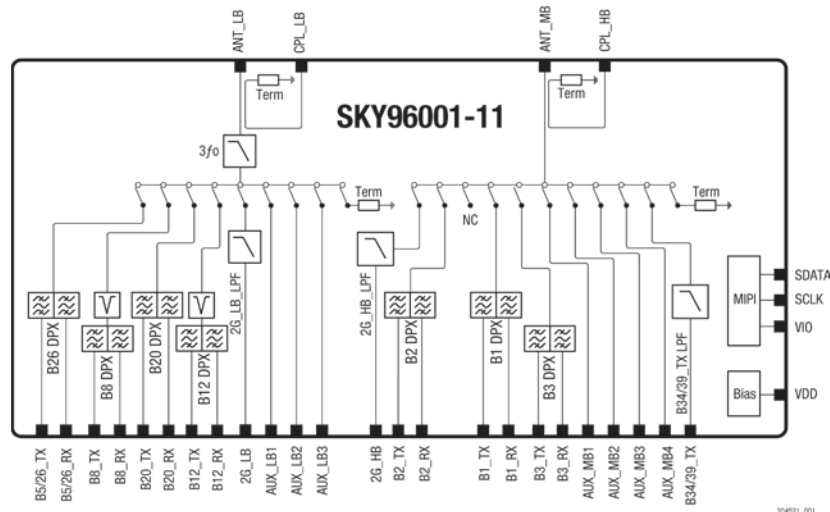 ANT_LB
CPL_LB
ANT_MB
CPL_HB
Term
Term
SKY96001-11
3fo
Term
Term
NC
2G_LB_LPF
2G_HB_LPF
B26 DPX
B8 DPX
B20 DPX
B12 DPX
B2 DPX
B1 DPX
B3 DPX
B34/39_TX LPF
MIPI
SDATA
SCLK
VIO
Bias
VDD
B5/26_TX
B5/26_RX
B8_TX
B8_RX
B20_TX
B20_RX
B12_TX
B12_RX
2G_LB
AUX_LB1
AUX_LB2
AUX_LB3
2G_HB
B2_TX
B2_RX
B1_TX
B1_RX
B3_TX
B3_RX
AUX_MB1
AUX_MB2
AUX_MB3
AUX_MB4
B34/39_TX